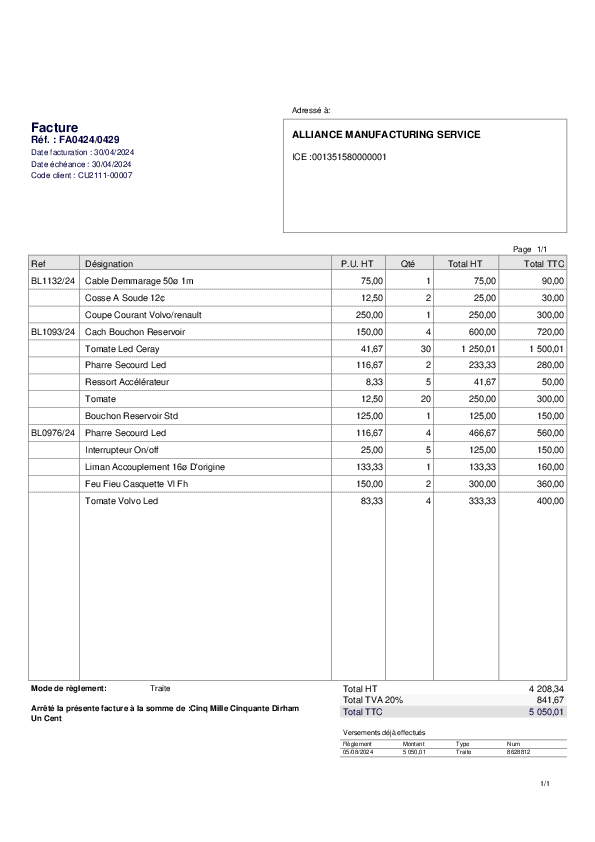 Adressé à:
Facture
Réf. : FA0424/0429
Date facturation : 30/04/2024
Date échéance : 30/04/2024
Code client : CU2111-00007
ALLIANCE MANUFACTURING SERVICE
ICE :001351580000001
Page 1/1
Ref Désignation P.U. HT Qté Total HT Total TTC
BL1132/24 Cable Demmarage 50ø 1m 75,00 1 75,00 90,00
Cosse A Soude 12¢ 12,50 2 25,00 30,00
Coupe Courant Volvo/renault 250,00 1 250,00 300,00
BL1093/24 Cach Bouchon Reservoir 150,00 4 600,00 720,00
Tomate Led Ceray 41,67 30 1 250,01 1 500,01
Pharre Secourd Led 116,67 2 233,33 280,00
Ressort Accélérateur 8,33 5 41,67 50,00
Tomate 12,50 20 250,00 300,00
Bouchon Reservoir Std 125,00 1 125,00 150,00
BL0976/24 Pharre Secourd Led 116,67 4 466,67 560,00
Interrupteur On/off 25,00 5 125,00 150,00
Liman Accouplement 16ø D'origine 133,33 1 133,33 160,00
Feu Fieu Casquette Vl Fh 150,00 2 300,00 360,00
Tomate Volvo Led 83,33 4 333,33 400,00
Mode de règlement: Traite
Arrêté la présente facture à la somme de :Cinq Mille Cinquante Dirham
Un Cent
Total HT 4 208,34
Total TVA 20% 841,67
Total TTC 5 050,01
Versements déjà effectués
Règlement Montant Type Num
05/08/2024 5 050,01 Traite 8628812
1/1